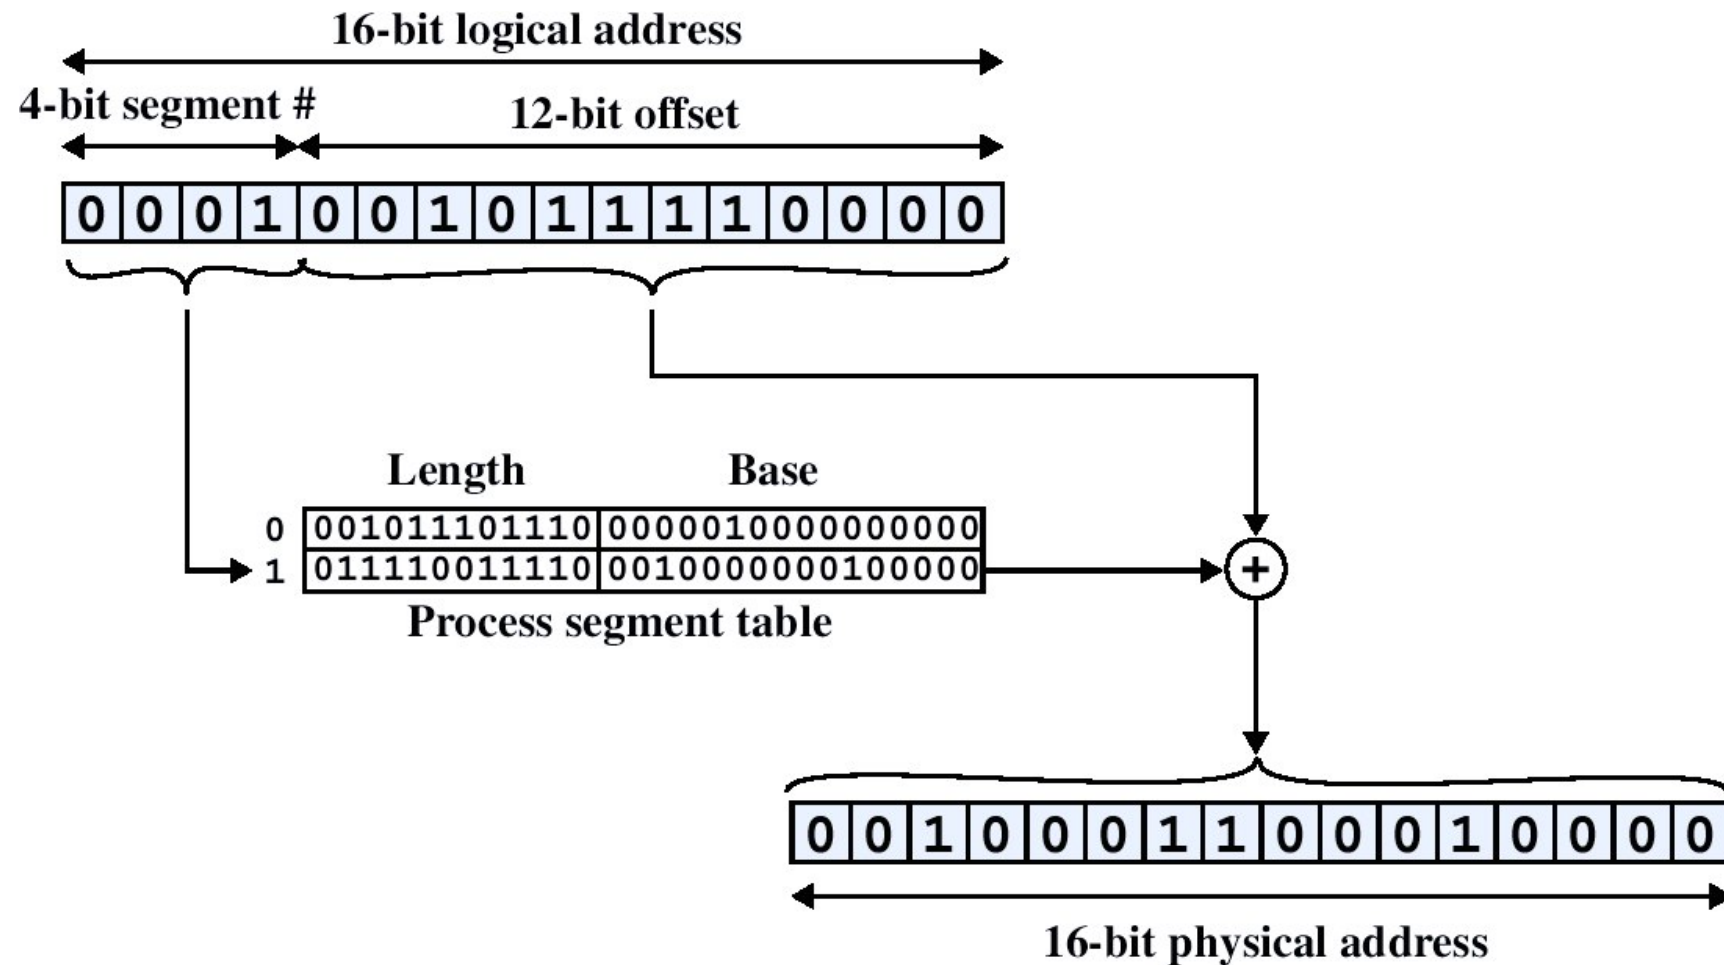 16-bit logical address
4-bit segment # 12-bit offset
0 0 0 1 0 0 1 0 1 1 1 1 0 0 0 0
Length Base
0 001011101110 0000010000000000
1 011110011110 0010000000100000
+
Process segment table
0 0 1 0 0 0 1 1 0 0 0 1 0 0 0 0
16-bit physical address